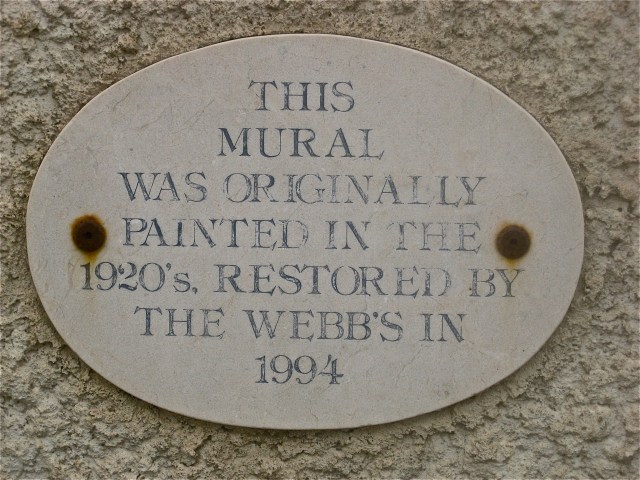 THIS
MURAL
WAS ORIGINALLY
PAINTED IN THE
1920's. RESTORED BY
THE WEBB'S IN
1994